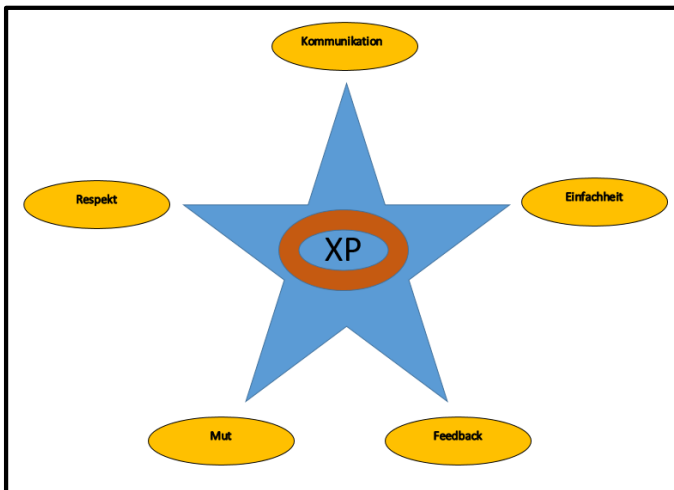 Kommunikation
Respekt
Einfachheit
XP
Mut
Feedback